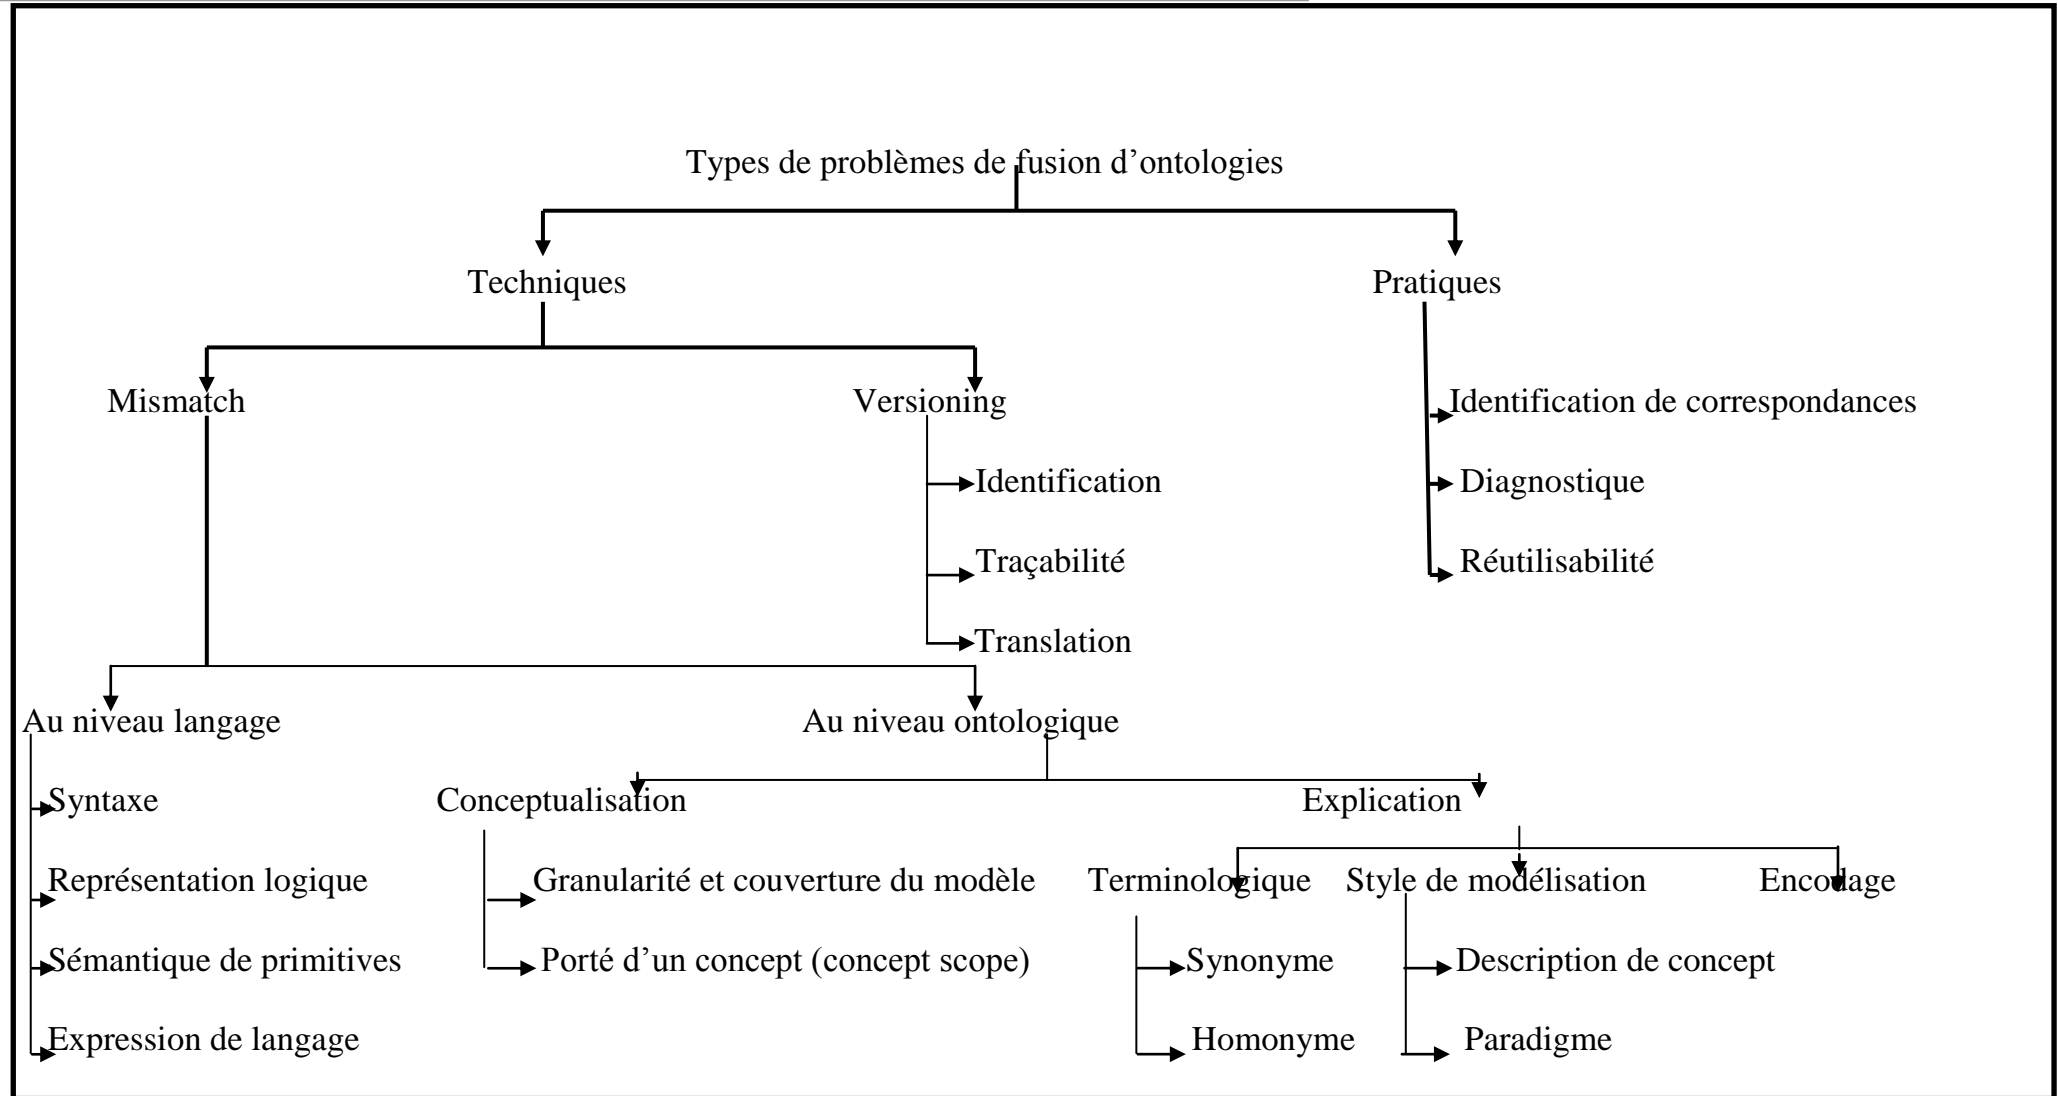 Types de problèmes de fusion d’ontologies
Techniques
Pratiques
Mismatch
Versioning
Identification de correspondances
Identification
Diagnostique
Traçabilité
Réutilisabilité
Translation
Au niveau langage
Au niveau ontologique
Syntaxe
Conceptualisation
Explication
Représentation logique
Granularité et couverture du modèle
Terminologique
Style de modélisation
Encodage
Sémantique de primitives
Porté d’un concept (concept scope)
Synonyme
Description de concept
Expression de langage
Homonyme
Paradigme